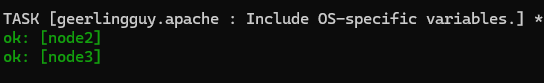 TASK [geerlingguy.apache : Include OS-specific variables.] *
ok: [node2]
ok: [node3]